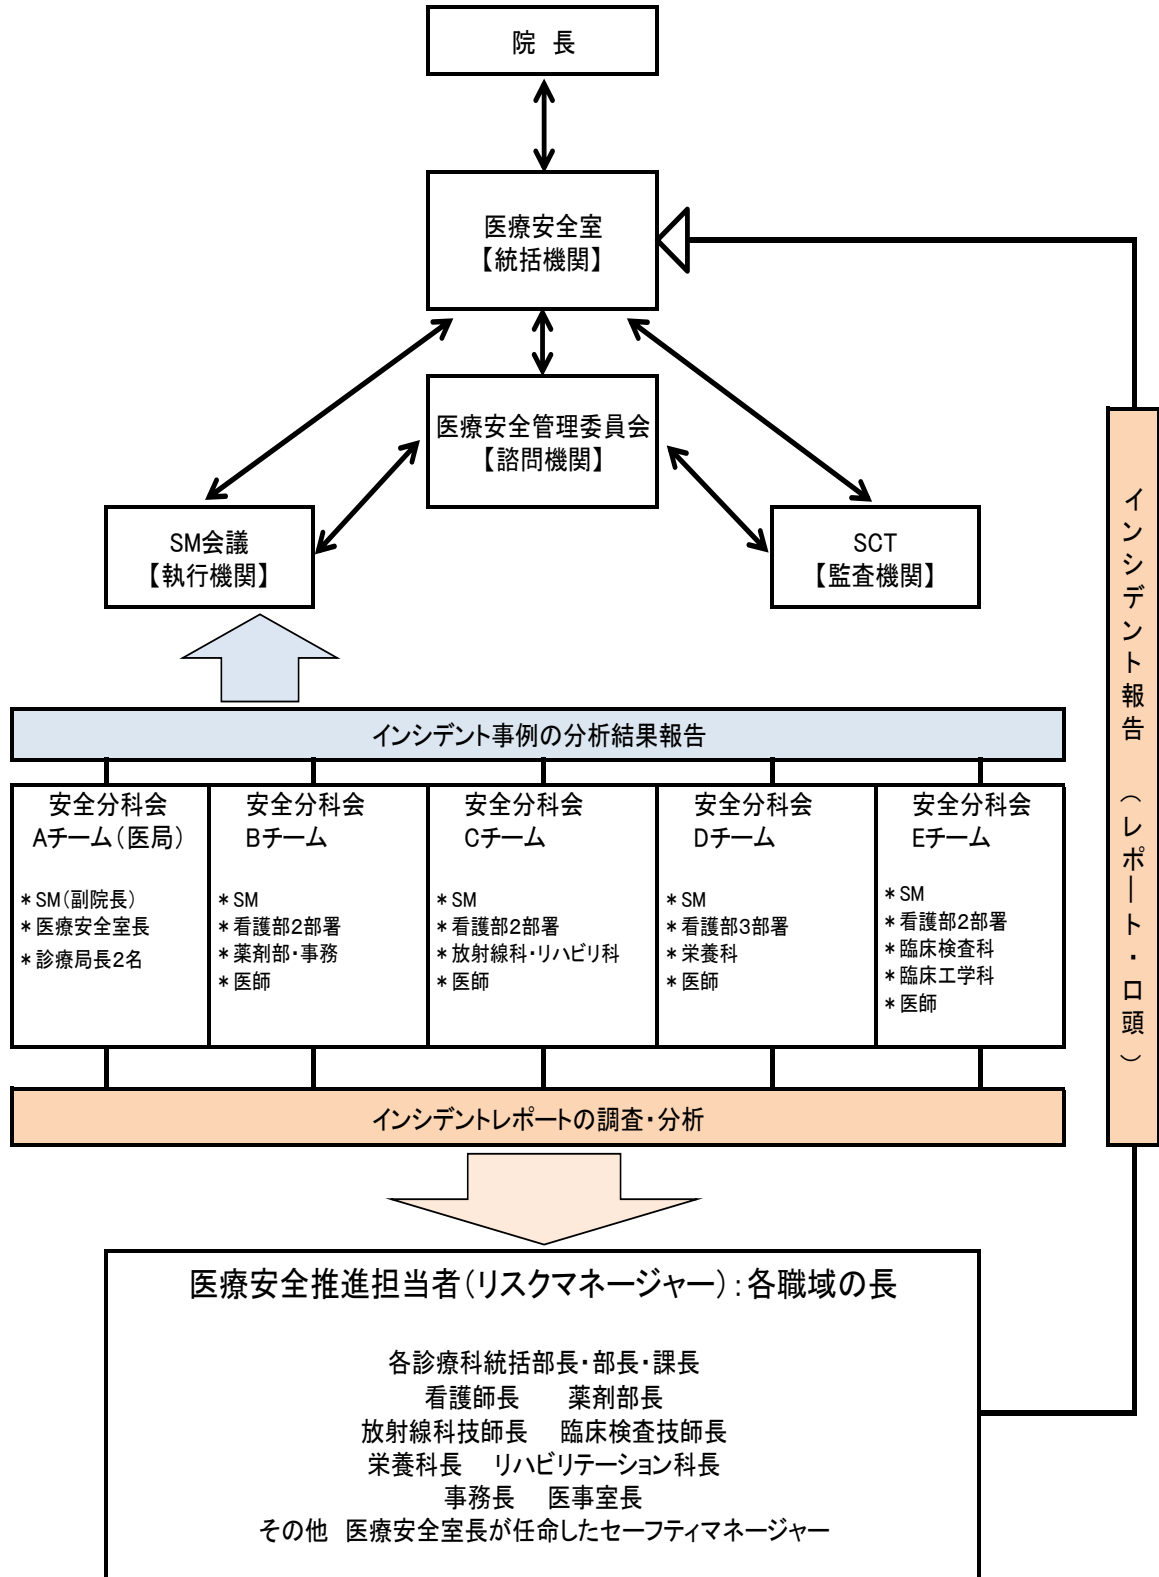 院 長
医療安全室
【統括機関】
医療安全管理委員会
【諮問機関】
SM会議
【執行機関】
SCT
【監査機関】
インシデント報告 （レポート・口頭）
インシデント事例の分析結果報告
安全分科会
Aチーム（医局）
＊SM（副院長）
＊医療安全室長
＊診療局長2名
安全分科会
Bチーム
＊SM
＊看護部2部署
＊薬剤部・事務
＊医師
安全分科会
Cチーム
＊SM
＊看護部2部署
＊放射線科・リハビリ科
＊医師
安全分科会
Dチーム
＊SM
＊看護部3部署
＊栄養科
＊医師
安全分科会
Eチーム
＊SM
＊看護部2部署
＊臨床検査科
＊臨床工学科
＊医師
インシデントレポートの調査・分析
医療安全推進担当者（リスクマネージャー）：各職域の長
各診療科統括部長・部長・課長
看護師長 薬剤部長
放射線科技師長 臨床検査技師長
栄養科長 リハビリテーション科長
事務長 医事室長
その他 医療安全室長が任命したセーフティマネージャー